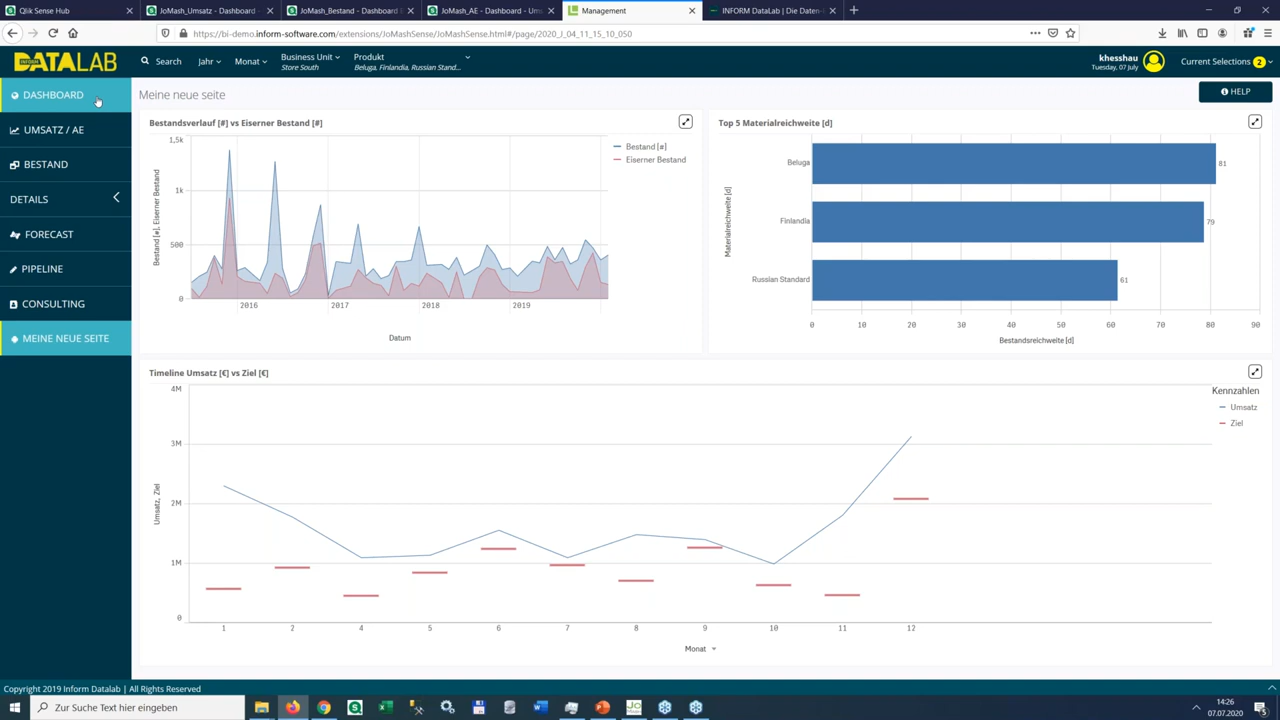 Qlik Sense Hub
JoMash_Umsatz - Dashboard -
JoMash_Bestand - Dashboard E
JoMash_AE - Dashboard - Ums
Management
INFORM DataLab | Die Daten-
https://bi-demo.inform-software.com/extensions/JoMashSense/JoMashSense.html#/page/2020_J_04_11_15_10_050
INFORM DATALAB
Search
Jahr
Monat
Business Unit
Store South
Produkt
Beluga, Finlandia, Russian Stand...
khesshau
Tuesday, 07 July
Current Selections 2
DASHBOARD
UMSATZ / AE
BESTAND
DETAILS
FORECAST
PIPELINE
CONSULTING
MEINE NEUE SEITE
Meine neue seite
HELP
Bestandsverlauf [#] vs Eiserner Bestand [#]
Bestand [#], Eiserner Bestand
1,5k
1k
500
0
2016
2017
2018
2019
Datum
Bestand [#]
Eiserner Bestand
Top 5 Materialreichweite [d]
Materialreichweite [d]
Beluga
81
Finlandia
79
Russian Standard
61
0 10 20 30 40 50 60 70 80 90
Bestandsreichweite [d]
Timeline Umsatz [€] vs Ziel [€]
Umsatz, Ziel
4M
3M
2M
1M
0
1 2 4 5 6 7 8 9 10 11 12
Monat
Kennzahlen
Umsatz
Ziel
Copyright 2019 Inform Datalab | All Rights Reserved
Zur Suche Text hier eingeben
14:26
07.07.2020
5